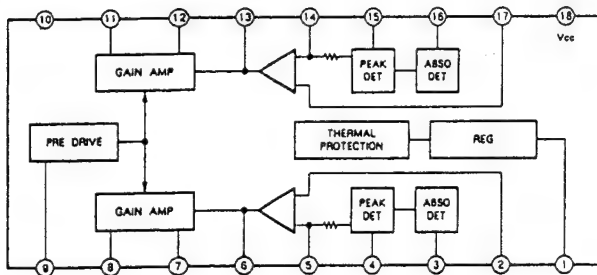 10 11 12 13 14 15 16 17 18
Vcc
GAIN AMP
PEAK DET
ABSO DET
PRE DRIVE
THERMAL PROTECTION
REG
GAIN AMP
PEAK DET
ABSO DET
9 8 7 6 5 4 3 2 1